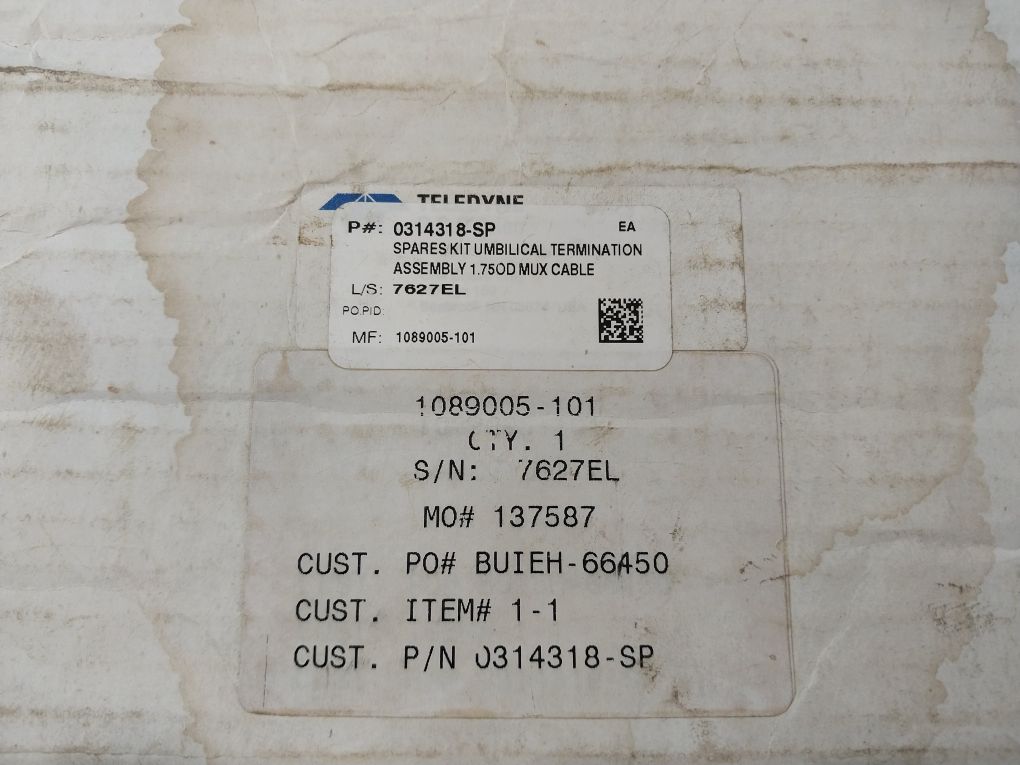 TELEDYNE
P#: 0314318-SP EA
SPARES KIT UMBILICAL TERMINATION
ASSEMBLY 1.75OD MUX CABLE
L/S: 7627EL
PO.PID:
MF: 1089005-101
1089005-101
QTY. 1
S/N: 7627EL
MO# 137587
CUST. PO# BUIEH-66450
CUST. ITEM# 1-1
CUST. P/N 0314318-SP